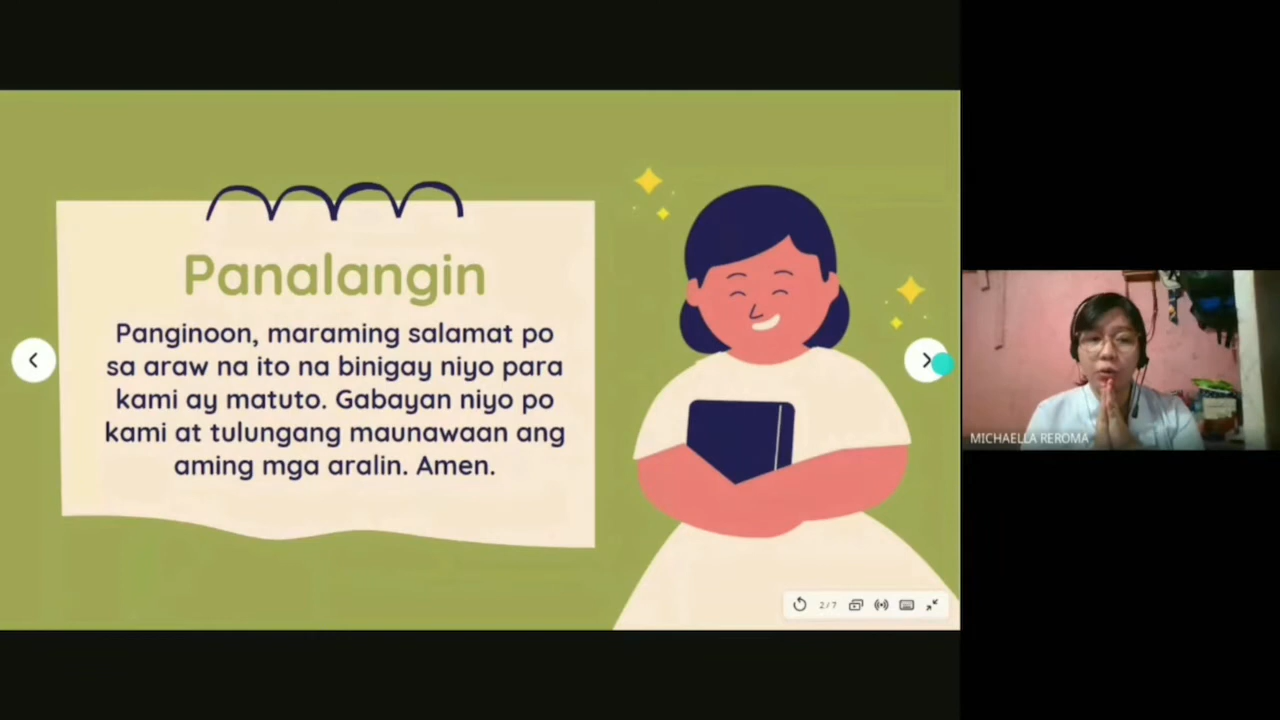 Panalangin
Panginoon, maraming salamat po
sa araw na ito na binigay niyo para
kami ay matuto. Gabayan niyo po
kami at tulungang maunawaan ang
aming mga aralin. Amen.
2/7
MICHAELLA REROMA